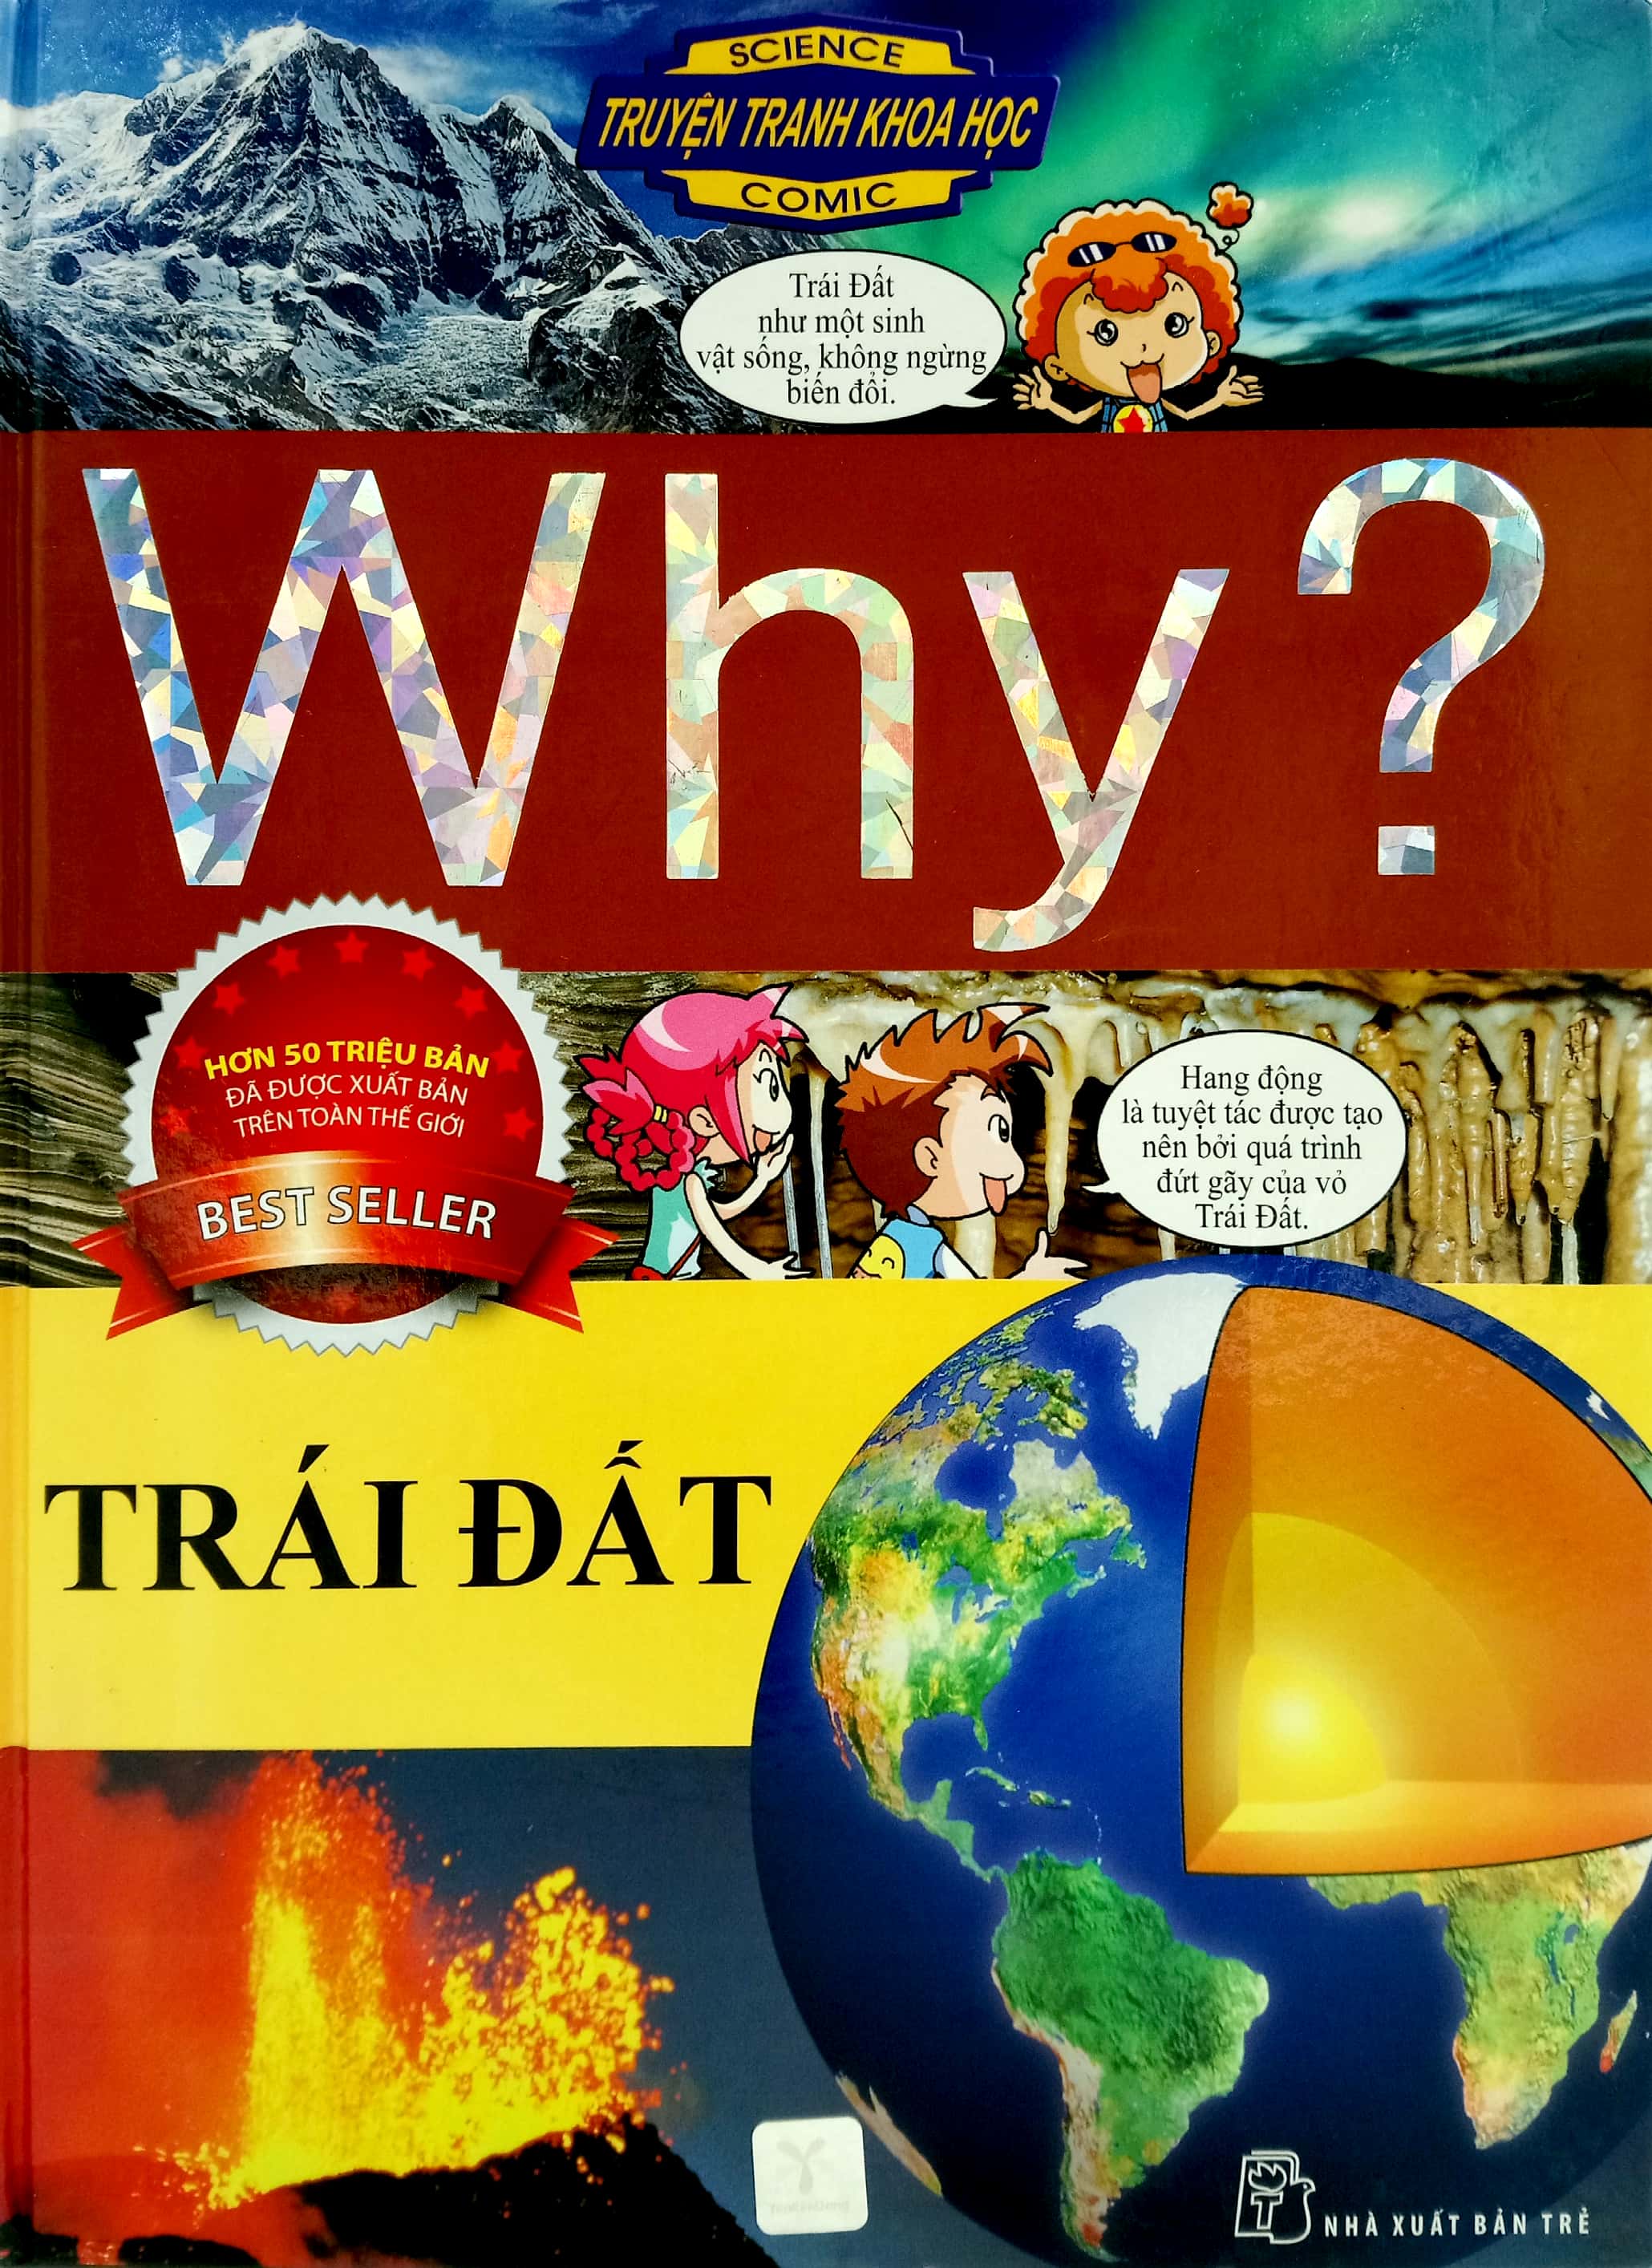 SCIENCE
TRUYỆN TRANH KHOA HỌC
COMIC
Trái Đất
như một sinh
vật sống, không ngừng
biến đổi.
Why?
HƠN 50 TRIỆU BẢN
ĐÃ ĐƯỢC XUẤT BẢN
TRÊN TOÀN THẾ GIỚI
BEST SELLER
Hang động
là tuyệt tác được tạo
nên bởi quá trình
đứt gãy của vỏ
Trái Đất.
TRÁI ĐẤT
NHÀ XUẤT BẢN TRẺ